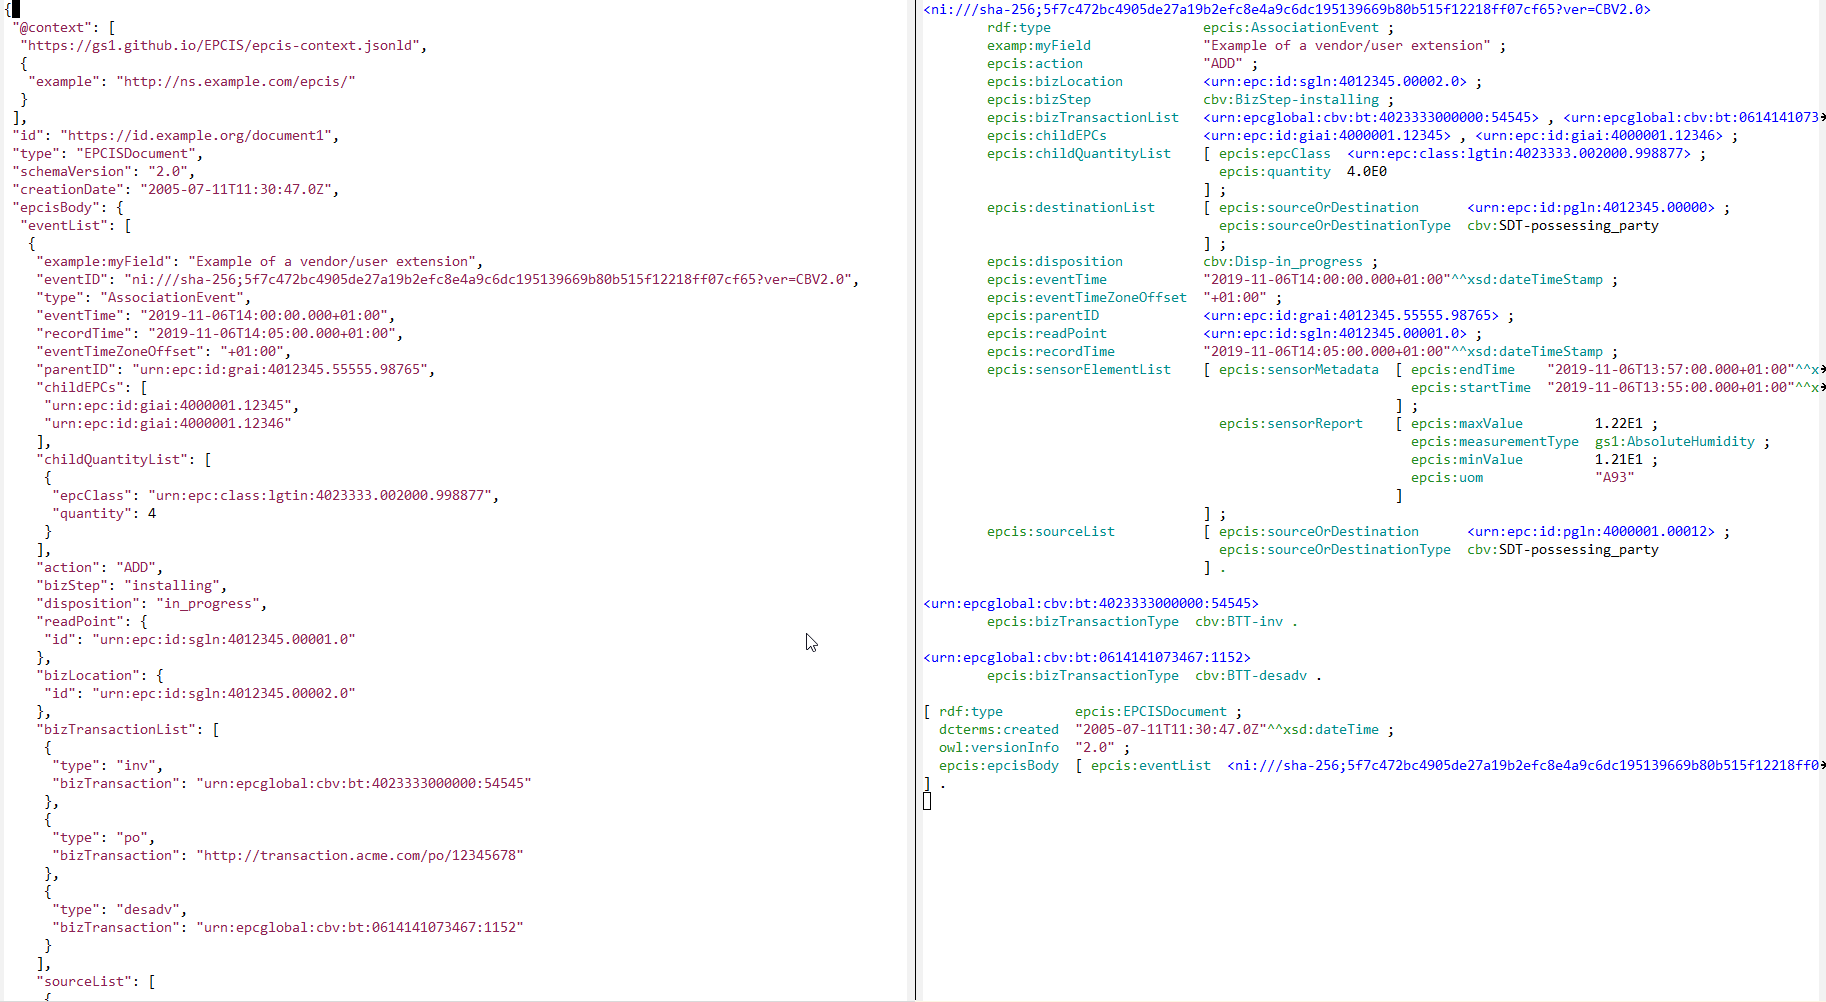 {
"@context": [
"https://gs1.github.io/EPCIS/epcis-context.jsonld",
{
"example": "http://ns.example.com/epcis/"
}
],
"id": "https://id.example.org/document1",
"type": "EPCISDocument",
"schemaVersion": "2.0",
"creationDate": "2005-07-11T11:30:47.0Z",
"epcisBody": {
"eventList": [
{
"example:myField": "Example of a vendor/user extension",
"eventID": "ni:///sha-256;5f7c472bc4905de27a19b2efc8e4a9c6dc195139669b80b515f12218ff07cf65?ver=CBV2.0",
"type": "AssociationEvent",
"eventTime": "2019-11-06T14:00:00.000+01:00",
"recordTime": "2019-11-06T14:05:00.000+01:00",
"eventTimeZoneOffset": "+01:00",
"parentID": "urn:epc:id:grai:4012345.55555.98765",
"childEPCs": [
"urn:epc:id:giai:4000001.12345",
"urn:epc:id:giai:4000001.12346"
],
"childQuantityList": [
{
"epcClass": "urn:epc:class:lgtin:4023333.002000.998877",
"quantity": 4
}
],
"action": "ADD",
"bizStep": "installing",
"disposition": "in_progress",
"readPoint": {
"id": "urn:epc:id:sgln:4012345.00001.0"
},
"bizLocation": {
"id": "urn:epc:id:sgln:4012345.00002.0"
},
"bizTransactionList": [
{
"type": "inv",
"bizTransaction": "urn:epcglobal:cbv:bt:4023333000000:54545"
},
{
"type": "po",
"bizTransaction": "http://transaction.acme.com/po/12345678"
},
{
"type": "desadv",
"bizTransaction": "urn:epcglobal:cbv:bt:0614141073467:1152"
}
],
"sourceList": [
{
<ni:///sha-256;5f7c472bc4905de27a19b2efc8e4a9c6dc195139669b80b515f12218ff07cf65?ver=CBV2.0>
rdf:type epcis:AssociationEvent ;
examp:myField "Example of a vendor/user extension" ;
epcis:action "ADD" ;
epcis:bizLocation <urn:epc:id:sgln:4012345.00002.0> ;
epcis:bizStep cbv:BizStep-installing ;
epcis:bizTransactionList <urn:epcglobal:cbv:bt:4023333000000:54545> , <urn:epcglobal:cbv:bt:0614141073
epcis:childEPCs <urn:epc:id:giai:4000001.12345> , <urn:epc:id:giai:4000001.12346> ;
epcis:childQuantityList [ epcis:epcClass <urn:epc:class:lgtin:4023333.002000.998877> ;
epcis:quantity 4.0E0
] ;
epcis:destinationList [ epcis:sourceOrDestination <urn:epc:id:pgln:4012345.00000> ;
epcis:sourceOrDestinationType cbv:SDT-possessing_party
] ;
epcis:disposition cbv:Disp-in_progress ;
epcis:eventTime "2019-11-06T14:00:00.000+01:00"^^xsd:dateTimeStamp ;
epcis:eventTimeZoneOffset "+01:00" ;
epcis:parentID <urn:epc:id:grai:4012345.55555.98765> ;
epcis:readPoint <urn:epc:id:sgln:4012345.00001.0> ;
epcis:recordTime "2019-11-06T14:05:00.000+01:00"^^xsd:dateTimeStamp ;
epcis:sensorElementList [ epcis:sensorMetadata [ epcis:endTime "2019-11-06T13:57:00.000+01:00"^^x
epcis:startTime "2019-11-06T13:55:00.000+01:00"^^x
] ;
epcis:sensorReport [ epcis:maxValue 1.22E1 ;
epcis:measurementType gs1:AbsoluteHumidity ;
epcis:minValue 1.21E1 ;
epcis:uom "A93"
]
] ;
epcis:sourceList [ epcis:sourceOrDestination <urn:epc:id:pgln:4000001.00012> ;
epcis:sourceOrDestinationType cbv:SDT-possessing_party
] .
<urn:epcglobal:cbv:bt:4023333000000:54545>
epcis:bizTransactionType cbv:BTT-inv .
<urn:epcglobal:cbv:bt:0614141073467:1152>
epcis:bizTransactionType cbv:BTT-desadv .
[ rdf:type epcis:EPCISDocument ;
dcterms:created "2005-07-11T11:30:47.0Z"^^xsd:dateTime ;
owl:versionInfo "2.0" ;
epcis:epcisBody [ epcis:eventList <ni:///sha-256;5f7c472bc4905de27a19b2efc8e4a9c6dc195139669b80b515f12218ff0
] .